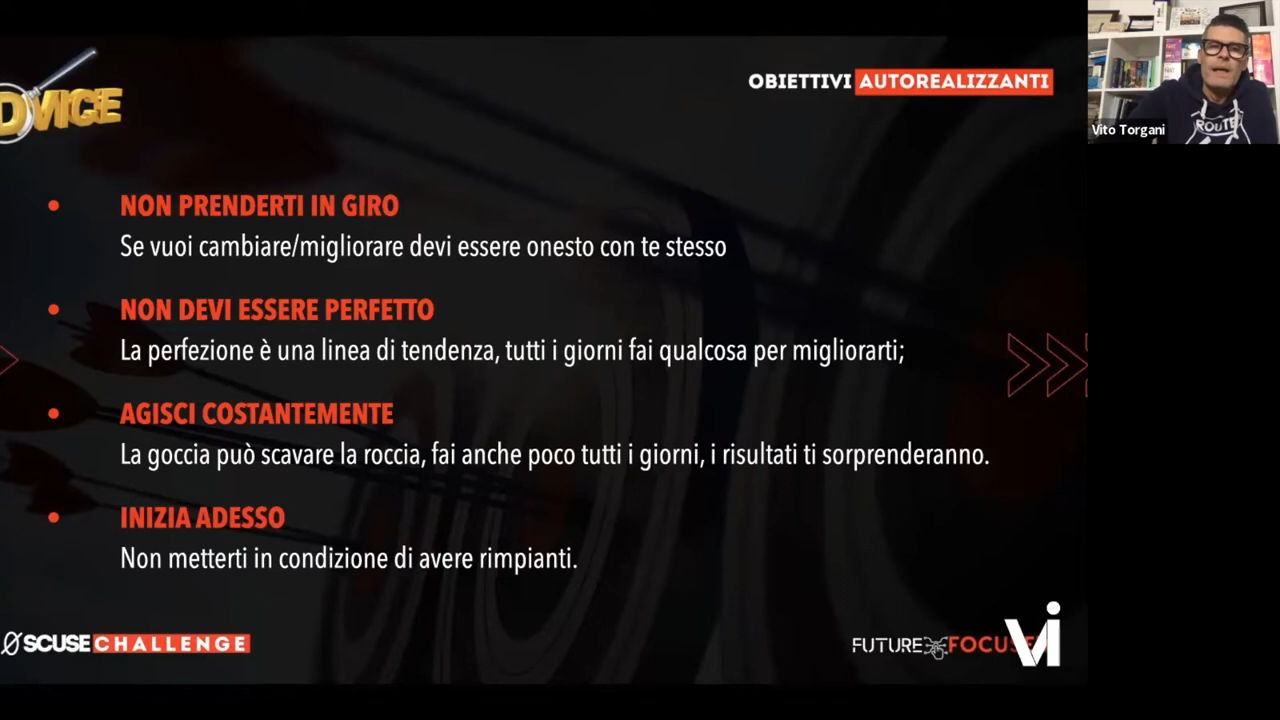 DVICE
OBIETTIVI AUTOREALIZZANTI
Vito Torgani
ROUTE
• NON PRENDERTI IN GIRO
Se vuoi cambiare/migliorare devi essere onesto con te stesso
• NON DEVI ESSERE PERFETTO
La perfezione è una linea di tendenza, tutti i giorni fai qualcosa per migliorarti;
• AGISCI COSTANTEMENTE
La goccia può scavare la roccia, fai anche poco tutti i giorni, i risultati ti sorprenderanno.
• INIZIA ADESSO
Non metterti in condizione di avere rimpianti.
ØSCUSE CHALLENGE
FUTURE FOCUS
vi